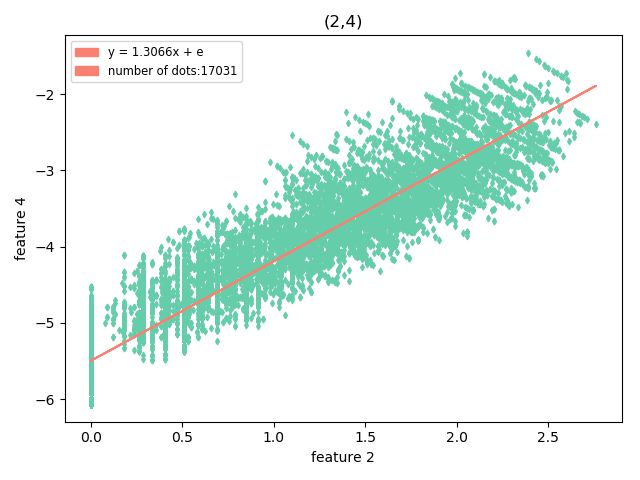 (2,4)
y = 1.3066x + e
number of dots:17031
−2
−3
−4
−5
−6
feature 4
0.0 0.5 1.0 1.5 2.0 2.5
feature 2